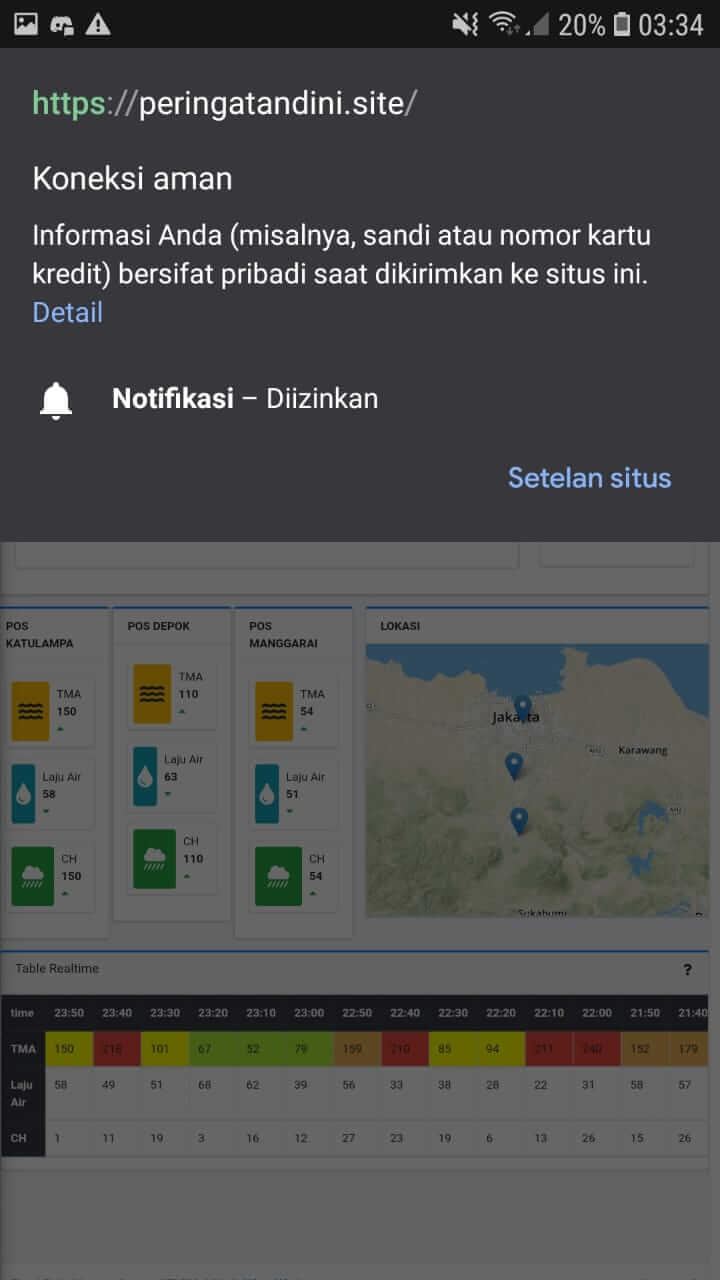 20% 03:34
https://peringatandini.site/
Koneksi aman
Informasi Anda (misalnya, sandi atau nomor kartu
kredit) bersifat pribadi saat dikirimkan ke situs ini.
Detail
Notifikasi – Diizinkan
Setelan situs
POS
KATULAMPA
TMA
150
Laju Air
58
CH
150
POS DEPOK
TMA
110
Laju Air
63
CH
110
POS
MANGGARAI
TMA
54
Laju Air
51
CH
54
LOKASI
Jakarta
Karawang
Sukabumi
Table Realtime ?
time 23:50 23:40 23:30 23:20 23:10 23:00 22:50 22:40 22:30 22:20 22:10 22:00 21:50 21:40
TMA 150 218 101 67 52 79 159 210 85 94 211 240 152 179
Laju
Air 58 49 51 68 62 39 56 33 38 28 22 31 58 57
CH 1 11 19 3 16 12 27 23 19 6 13 26 15 26